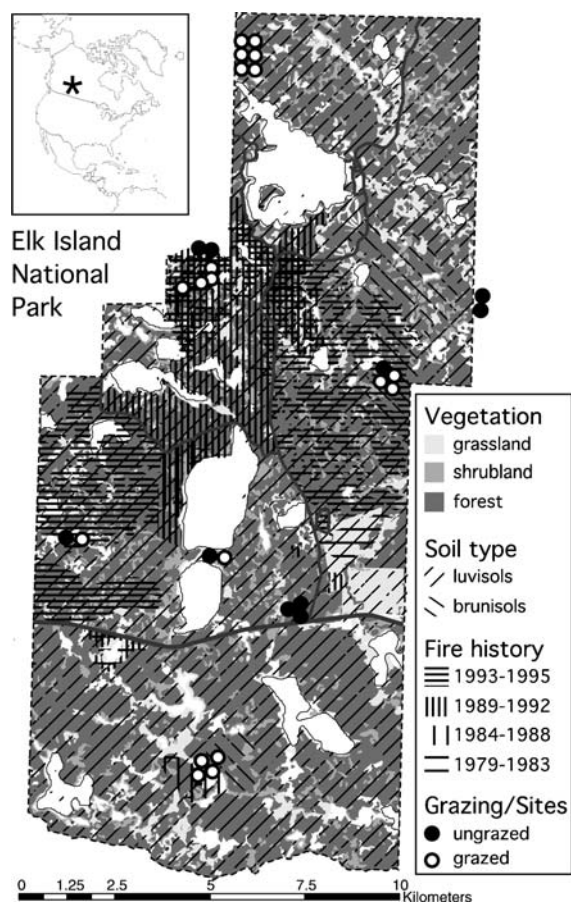 Elk Island
National
Park
Vegetation
grassland
shrubland
forest
Soil type
luvisols
brunisols
Fire history
1993-1995
1989-1992
1984-1988
1979-1983
Grazing/Sites
ungrazed
grazed
0 1.25 2.5 5 7.5 10
Kilometers